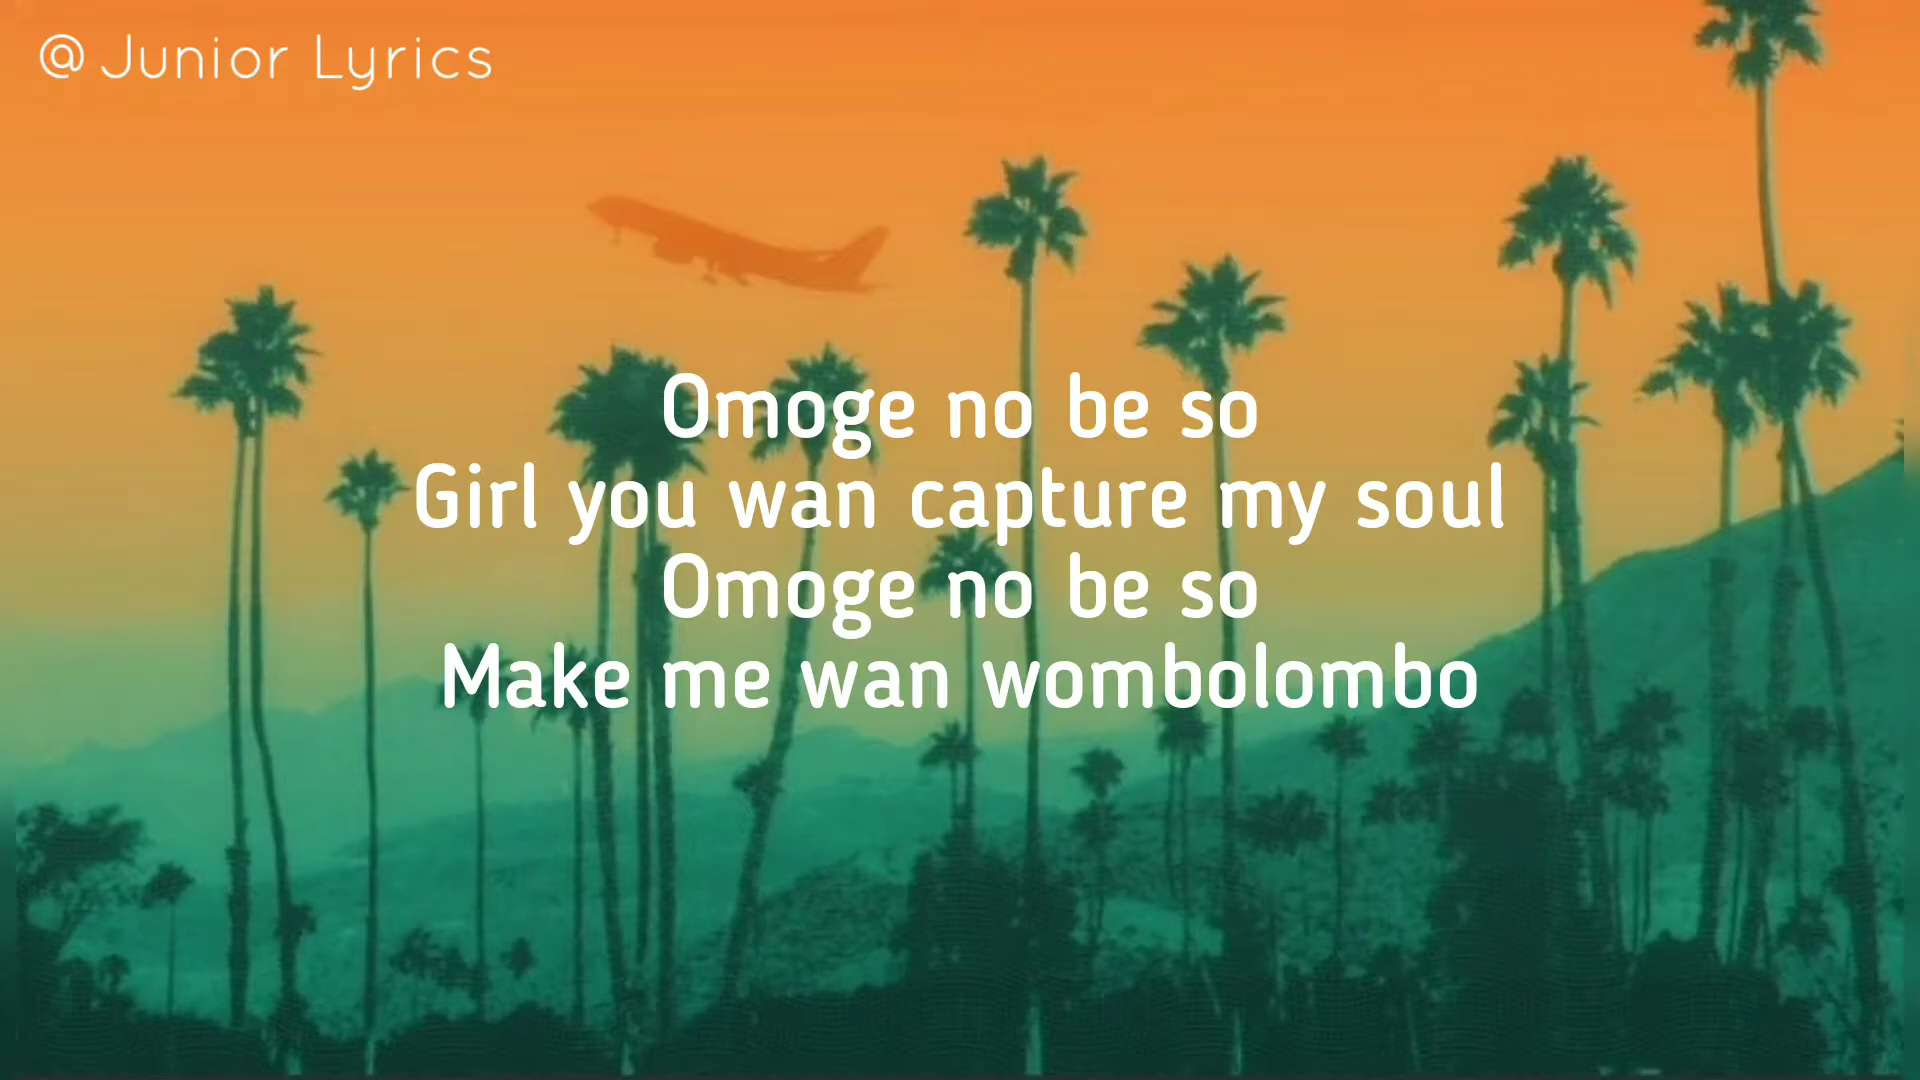 @Junior Lyrics
Omoge no be so
Girl you wan capture my soul
Omoge no be so
Make me wan wombolombo